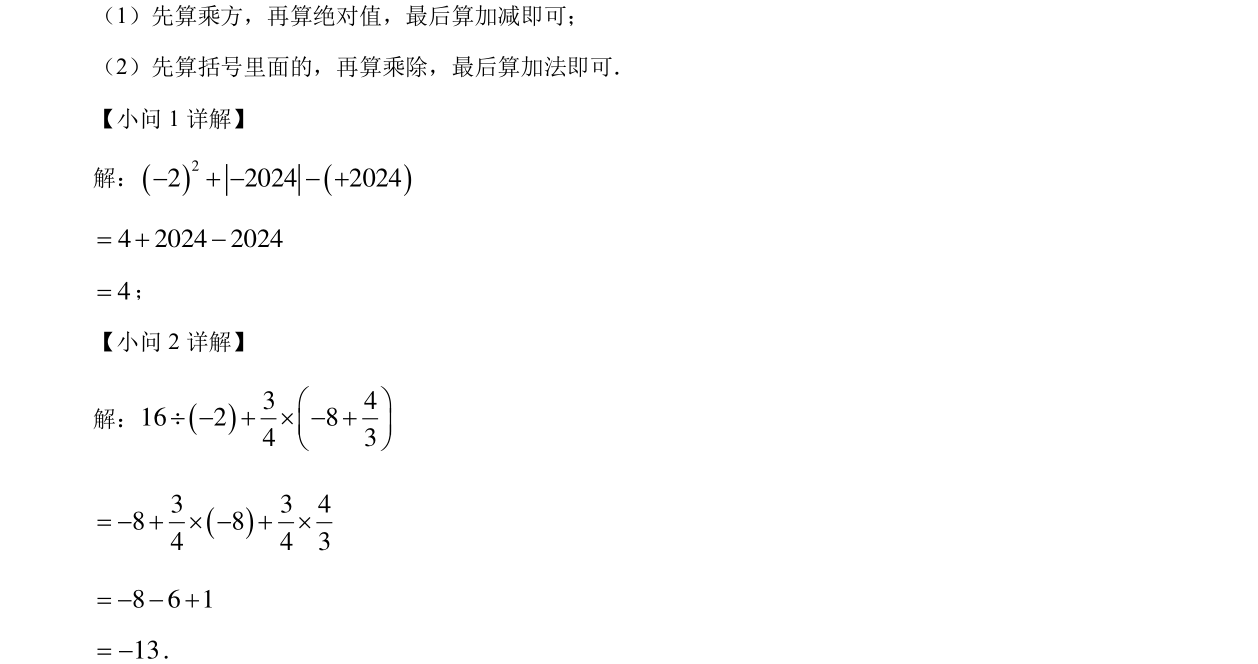 （1）先算乘方，再算绝对值，最后算加减即可；
（2）先算括号里面的，再算乘除，最后算加法即可．
【小问 1 详解】
解：(−2)² + |−2024| − (+2024)
= 4 + 2024 − 2024
= 4；
【小问 2 详解】
解：16 ÷ (−2) + 3/4 × (−8 + 4/3)
= −8 + 3/4 × (−8) + 3/4 × 4/3
= −8 − 6 + 1
= −13．